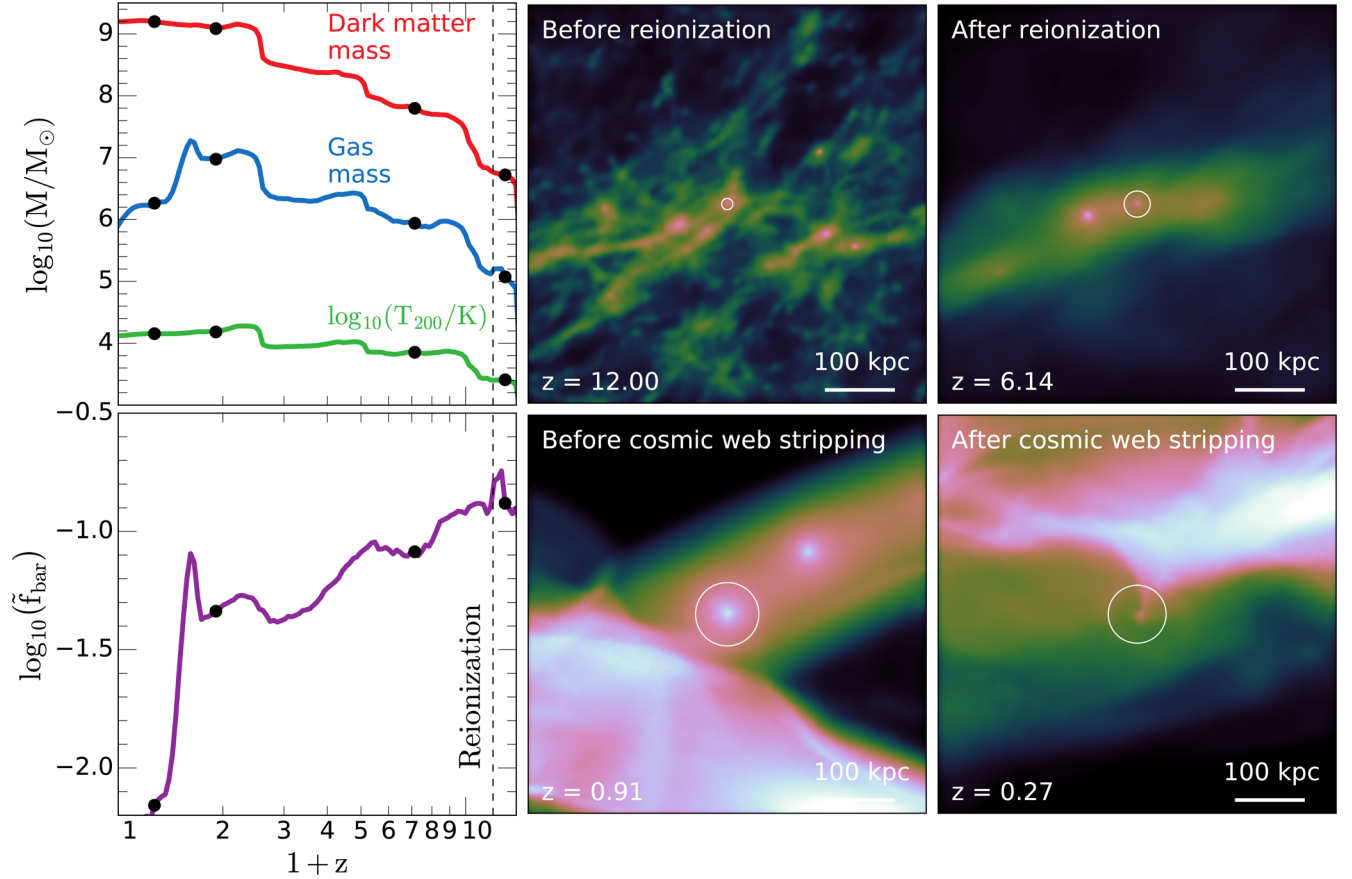 9
8
7
6
5
4
log₁₀(M/M☉)
Dark matter
mass
Gas
mass
log₁₀(T₂₀₀/K)
Before reionization
z = 12.00
100 kpc
After reionization
z = 6.14
100 kpc
−0.5
−1.0
−1.5
−2.0
log₁₀(f̃_bar)
Reionization
1 2 3 4 5 6 7 8 9 10
1 + z
Before cosmic web stripping
z = 0.91
100 kpc
After cosmic web stripping
z = 0.27
100 kpc